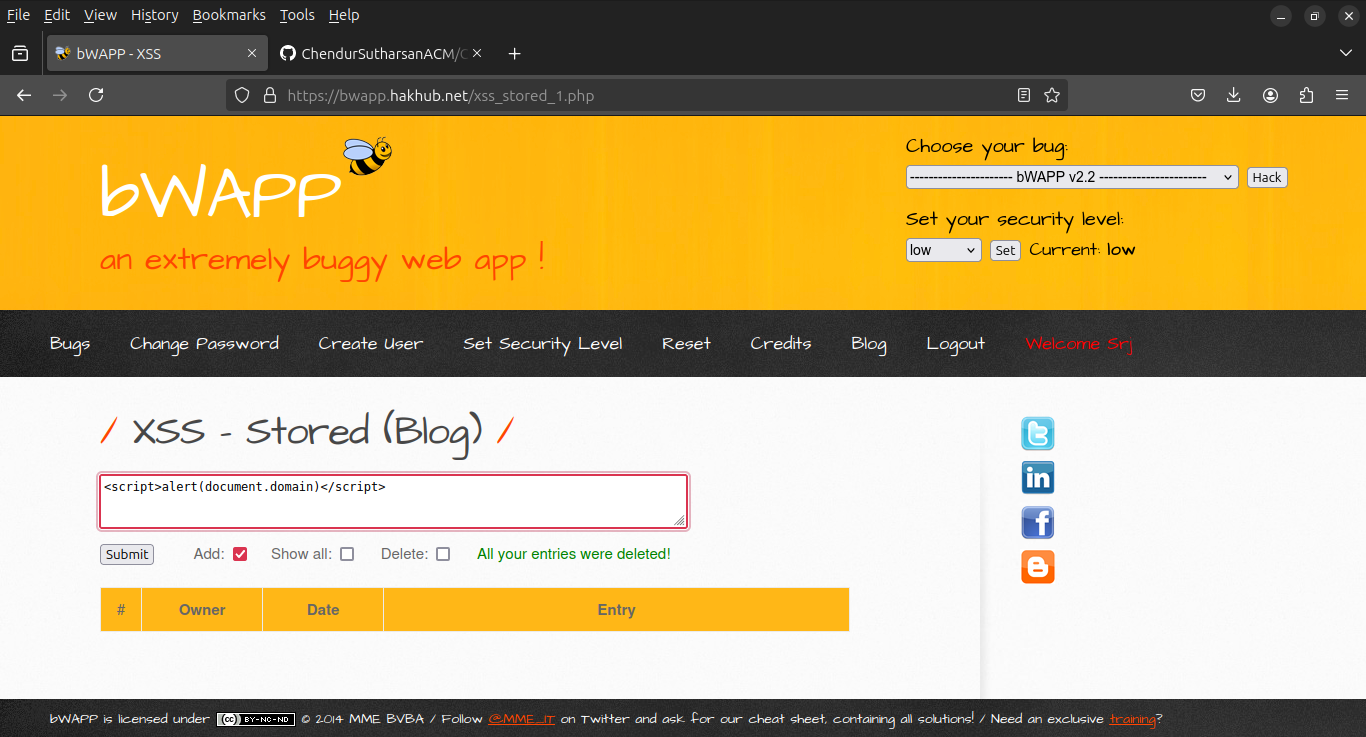 File Edit View History Bookmarks Tools Help
bWAPP - XSS
ChendurSutharsanACM/C
https://bwapp.hakhub.net/xss_stored_1.php
bWAPP
an extremely buggy web app !
Choose your bug:
---------------------- bWAPP v2.2 -----------------------
Hack
Set your security level:
low Set Current: low
Bugs Change Password Create User Set Security Level Reset Credits Blog Logout Welcome Srj
/ XSS - Stored (Blog) /
<script>alert(document.domain)</script>
Submit Add: Show all: Delete: All your entries were deleted!
# Owner Date Entry
bWAPP is licensed under CC BY-NC-ND © 2014 MME BVBA / Follow @MME_IT on Twitter and ask for our cheat sheet, containing all solutions! / Need an exclusive training?